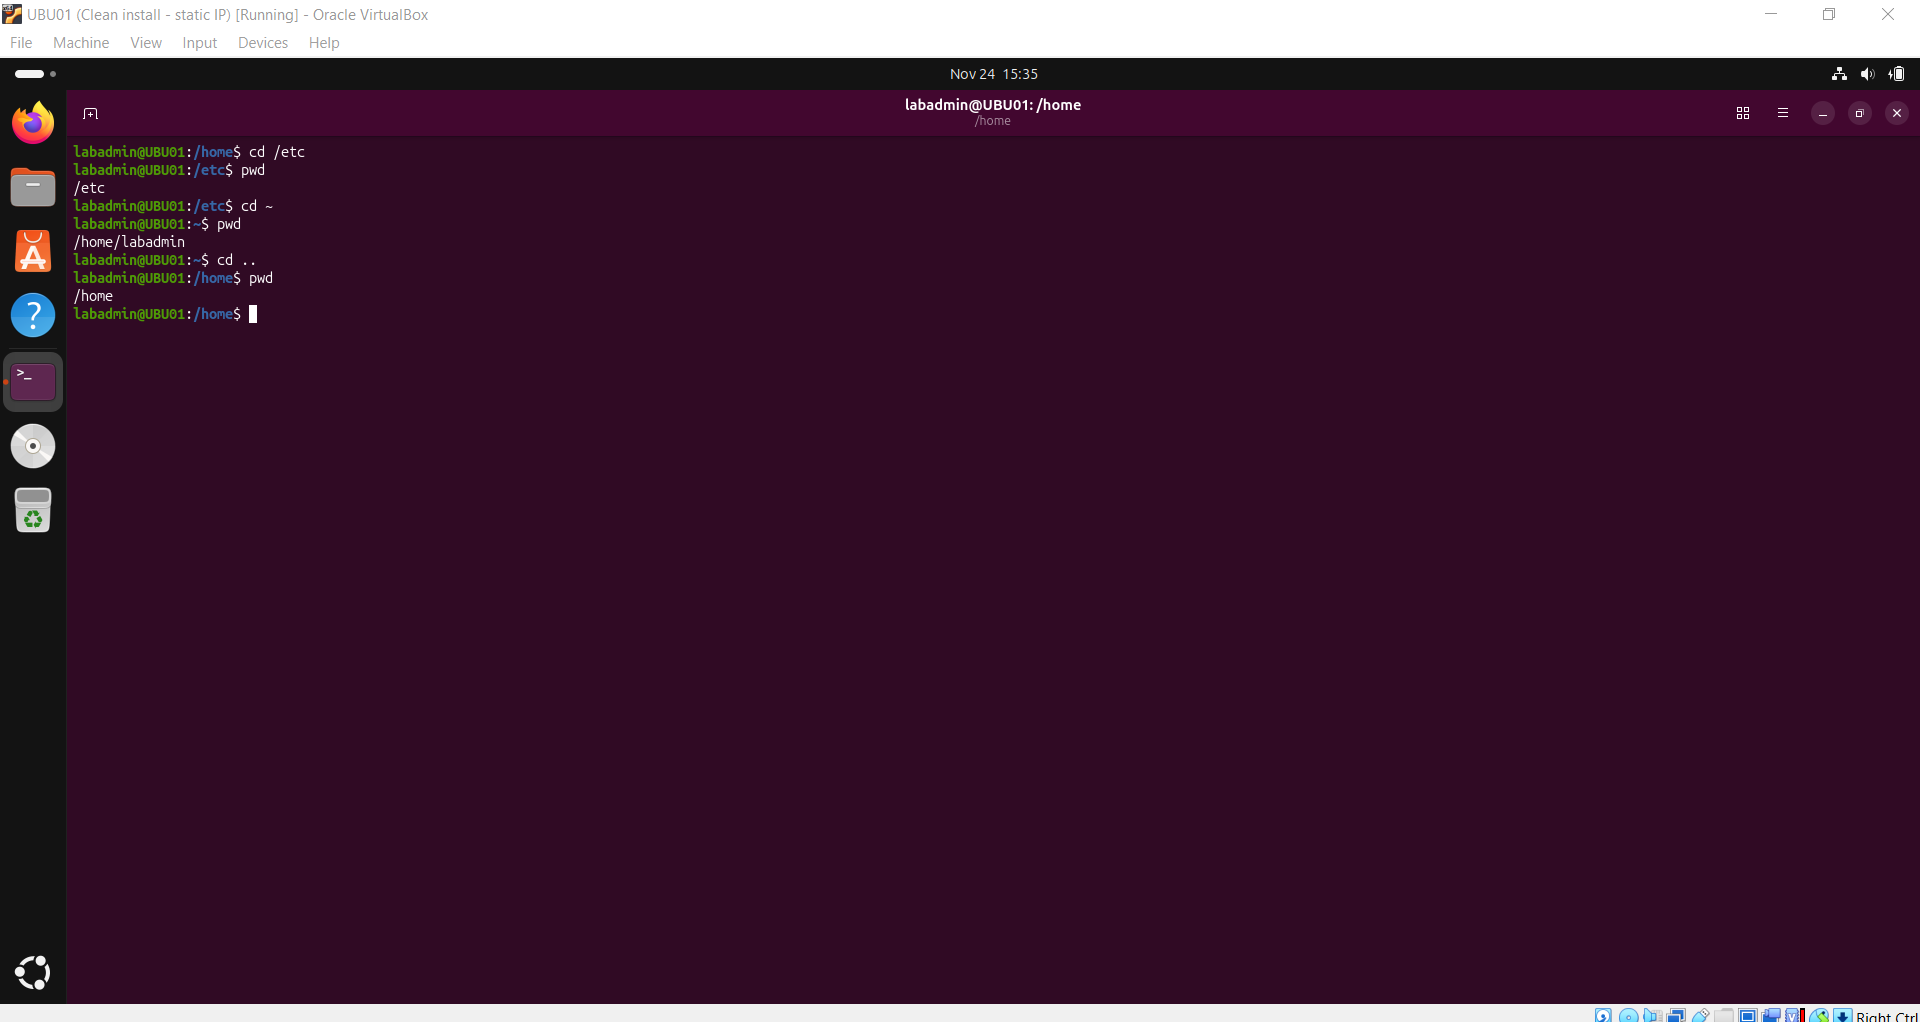 UBU01 (Clean install - static IP) [Running] - Oracle VirtualBox
File Machine View Input Devices Help
Nov 24 15:35
labadmin@UBU01: /home
/home
labadmin@UBU01:/home$ cd /etc
labadmin@UBU01:/etc$ pwd
/etc
labadmin@UBU01:/etc$ cd ~
labadmin@UBU01:~$ pwd
/home/labadmin
labadmin@UBU01:~$ cd ..
labadmin@UBU01:/home$ pwd
/home
labadmin@UBU01:/home$
Right Ctrl